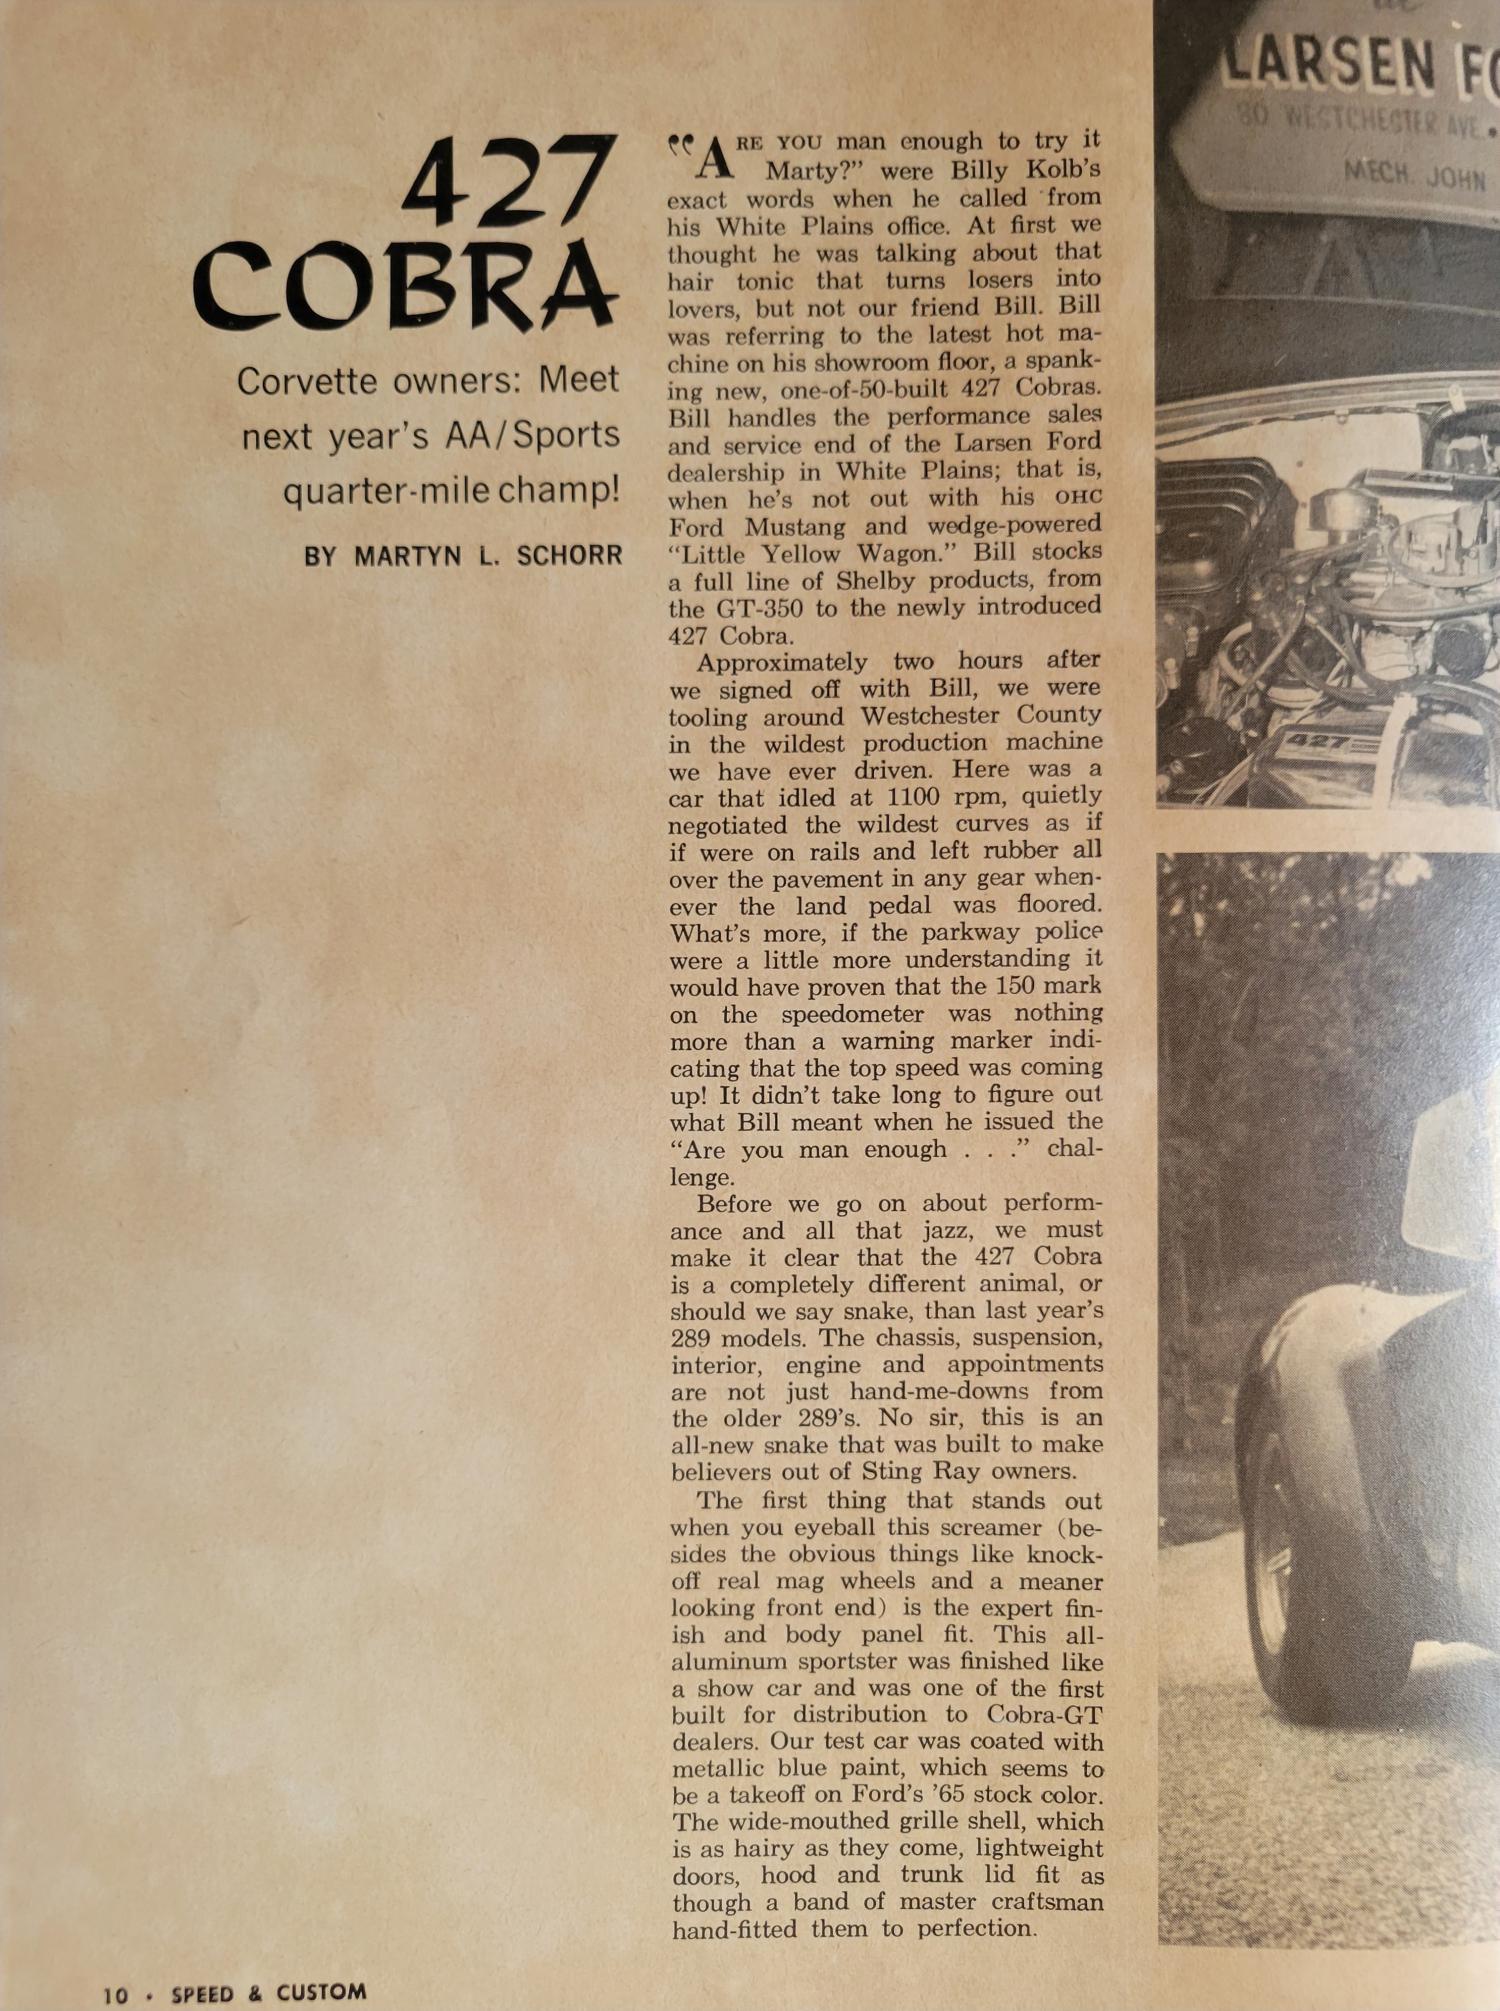 427
COBRA
Corvette owners: Meet
next year's AA/Sports
quarter-mile champ!
BY MARTYN L. SCHORR
“ARE YOU man enough to try it
Marty?” were Billy Kolb’s
exact words when he called from
his White Plains office. At first we
thought he was talking about that
hair tonic that turns losers into
lovers, but not our friend Bill. Bill
was referring to the latest hot ma-
chine on his showroom floor, a spank-
ing new, one-of-50-built 427 Cobras.
Bill handles the performance sales
and service end of the Larsen Ford
dealership in White Plains; that is,
when he’s not out with his OHC
Ford Mustang and wedge-powered
“Little Yellow Wagon.” Bill stocks
a full line of Shelby products, from
the GT-350 to the newly introduced
427 Cobra.
Approximately two hours after
we signed off with Bill, we were
tooling around Westchester County
in the wildest production machine
we have ever driven. Here was a
car that idled at 1100 rpm, quietly
negotiated the wildest curves as if
if were on rails and left rubber all
over the pavement in any gear when-
ever the land pedal was floored.
What’s more, if the parkway police
were a little more understanding it
would have proven that the 150 mark
on the speedometer was nothing
more than a warning marker indi-
cating that the top speed was coming
up! It didn’t take long to figure out
what Bill meant when he issued the
“Are you man enough . . .” chal-
lenge.
Before we go on about perform-
ance and all that jazz, we must
make it clear that the 427 Cobra
is a completely different animal, or
should we say snake, than last year’s
289 models. The chassis, suspension,
interior, engine and appointments
are not just hand-me-downs from
the older 289’s. No sir, this is an
all-new snake that was built to make
believers out of Sting Ray owners.
The first thing that stands out
when you eyeball this screamer (be-
sides the obvious things like knock-
off real mag wheels and a meaner
looking front end) is the expert fin-
ish and body panel fit. This all-
aluminum sportster was finished like
a show car and was one of the first
built for distribution to Cobra-GT
dealers. Our test car was coated with
metallic blue paint, which seems to
be a takeoff on Ford’s ’65 stock color.
The wide-mouthed grille shell, which
is as hairy as they come, lightweight
doors, hood and trunk lid fit as
though a band of master craftsman
hand-fitted them to perfection.
LARSEN FO
80 WESTCHESTER AVE.
MECH. JOHN
427
10 • SPEED & CUSTOM